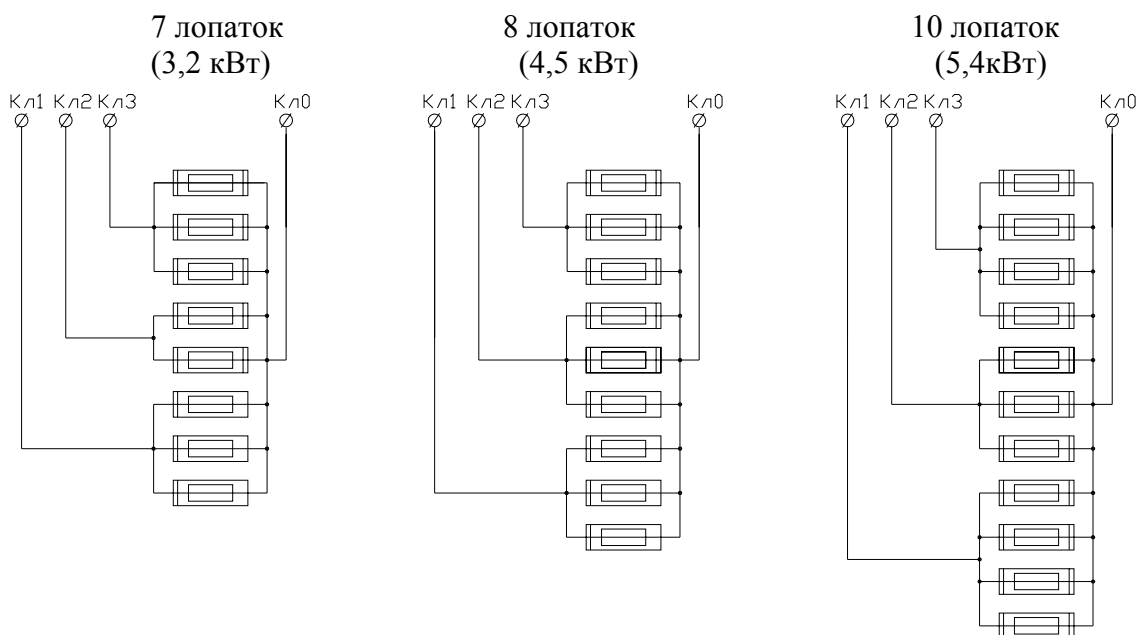 7 лопаток
(3,2 кВт)
Кл1 Кл2 Кл3 Кл0
8 лопаток
(4,5 кВт)
Кл1 Кл2 Кл3 Кл0
10 лопаток
(5,4кВт)
Кл1 Кл2 Кл3 Кл0